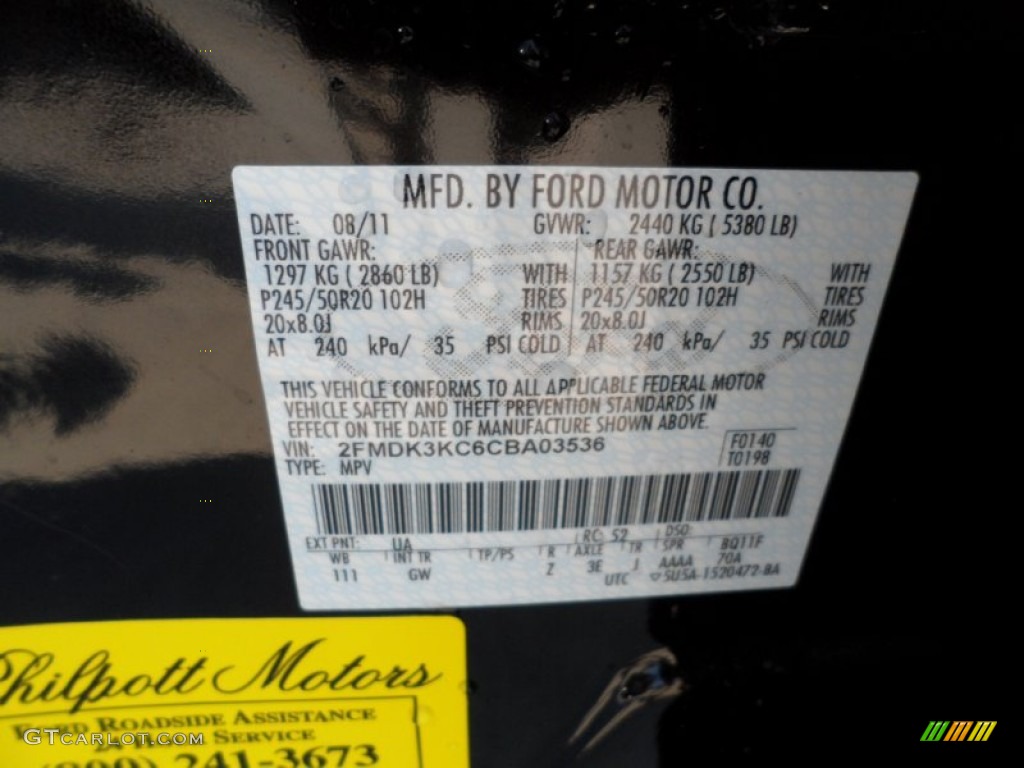 MFD. BY FORD MOTOR CO.
DATE: 08/11 GVWR: 2440 KG ( 5380 LB)
FRONT GAWR: REAR GAWR:
1297 KG ( 2860 LB) WITH 1157 KG ( 2550 LB) WITH
P245/50R20 102H TIRES P245/50R20 102H TIRES
20x8.0J RIMS 20x8.0J RIMS
AT 240 kPa/ 35 PSI COLD AT 240 kPa/ 35 PSI COLD
THIS VEHICLE CONFORMS TO ALL APPLICABLE FEDERAL MOTOR
VEHICLE SAFETY AND THEFT PREVENTION STANDARDS IN
EFFECT ON THE DATE OF MANUFACTURE SHOWN ABOVE.
VIN: 2FMDK3KC6CBA03536 F0140
TYPE: MPV T0198
EXT PNT: UA RC: 52 DSO:
WB INT TR TP/PS R AXLE TR SPR BQ11F
111 GW Z 3E J AAAA 70A
UTC ▽5U5A-1520472-BA
Philpott Motors
FORD ROADSIDE ASSISTANCE
SERVICE
(800) 241-3673
GTcarlot.com